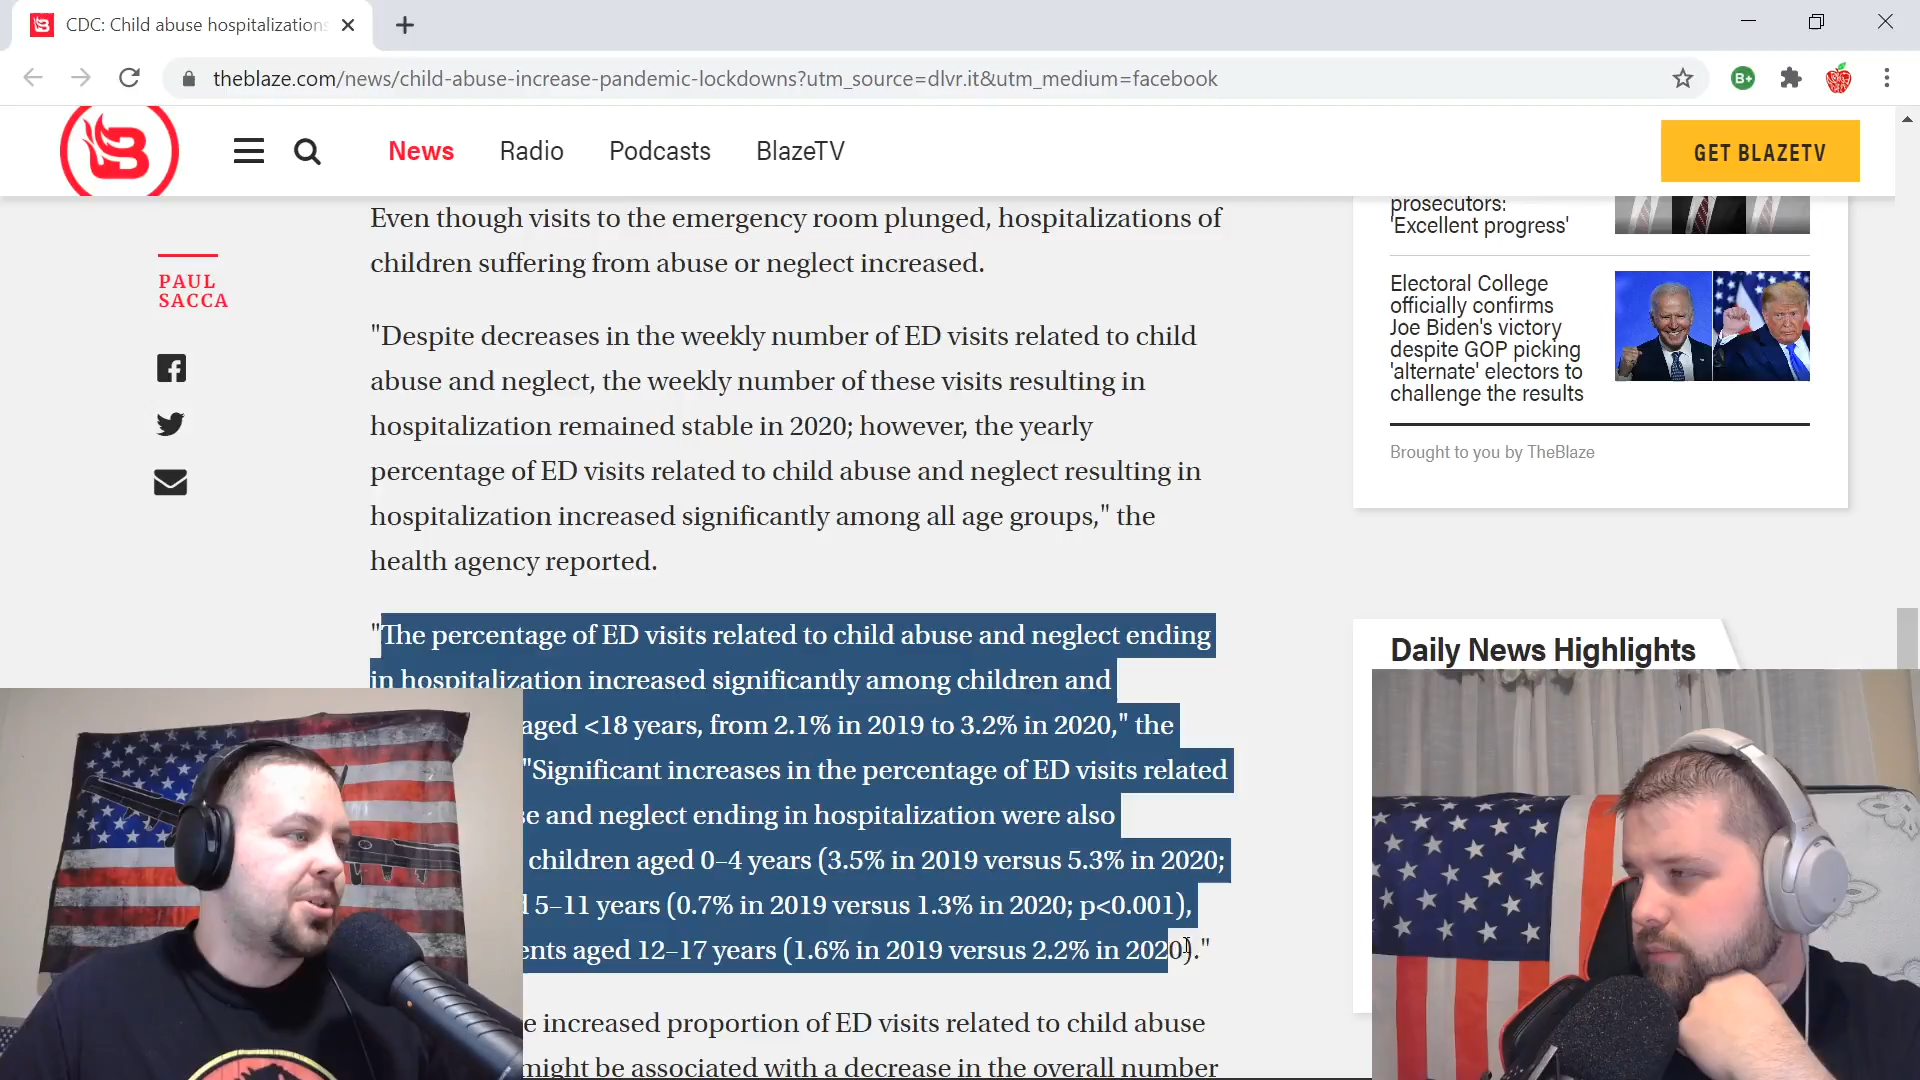 CDC: Child abuse hospitalizations
theblaze.com/news/child-abuse-increase-pandemic-lockdowns?utm_source=dlvr.it&utm_medium=facebook
B+
News
Radio
Podcasts
BlazeTV
GET BLAZETV
PAUL
SACCA
Even though visits to the emergency room plunged, hospitalizations of
children suffering from abuse or neglect increased.
"Despite decreases in the weekly number of ED visits related to child
abuse and neglect, the weekly number of these visits resulting in
hospitalization remained stable in 2020; however, the yearly
percentage of ED visits related to child abuse and neglect resulting in
hospitalization increased significantly among all age groups," the
health agency reported.
"The percentage of ED visits related to child abuse and neglect ending
in hospitalization increased significantly among children and
aged <18 years, from 2.1% in 2019 to 3.2% in 2020," the
"Significant increases in the percentage of ED visits related
and neglect ending in hospitalization were also
children aged 0–4 years (3.5% in 2019 versus 5.3% in 2020;
5–11 years (0.7% in 2019 versus 1.3% in 2020; p<0.001),
aged 12–17 years (1.6% in 2019 versus 2.2% in 2020)."
increased proportion of ED visits related to child abuse
might be associated with a decrease in the overall number
prosecutors:
'Excellent progress'
Electoral College
officially confirms
Joe Biden's victory
despite GOP picking
'alternate' electors to
challenge the results
Brought to you by TheBlaze
Daily News Highlights